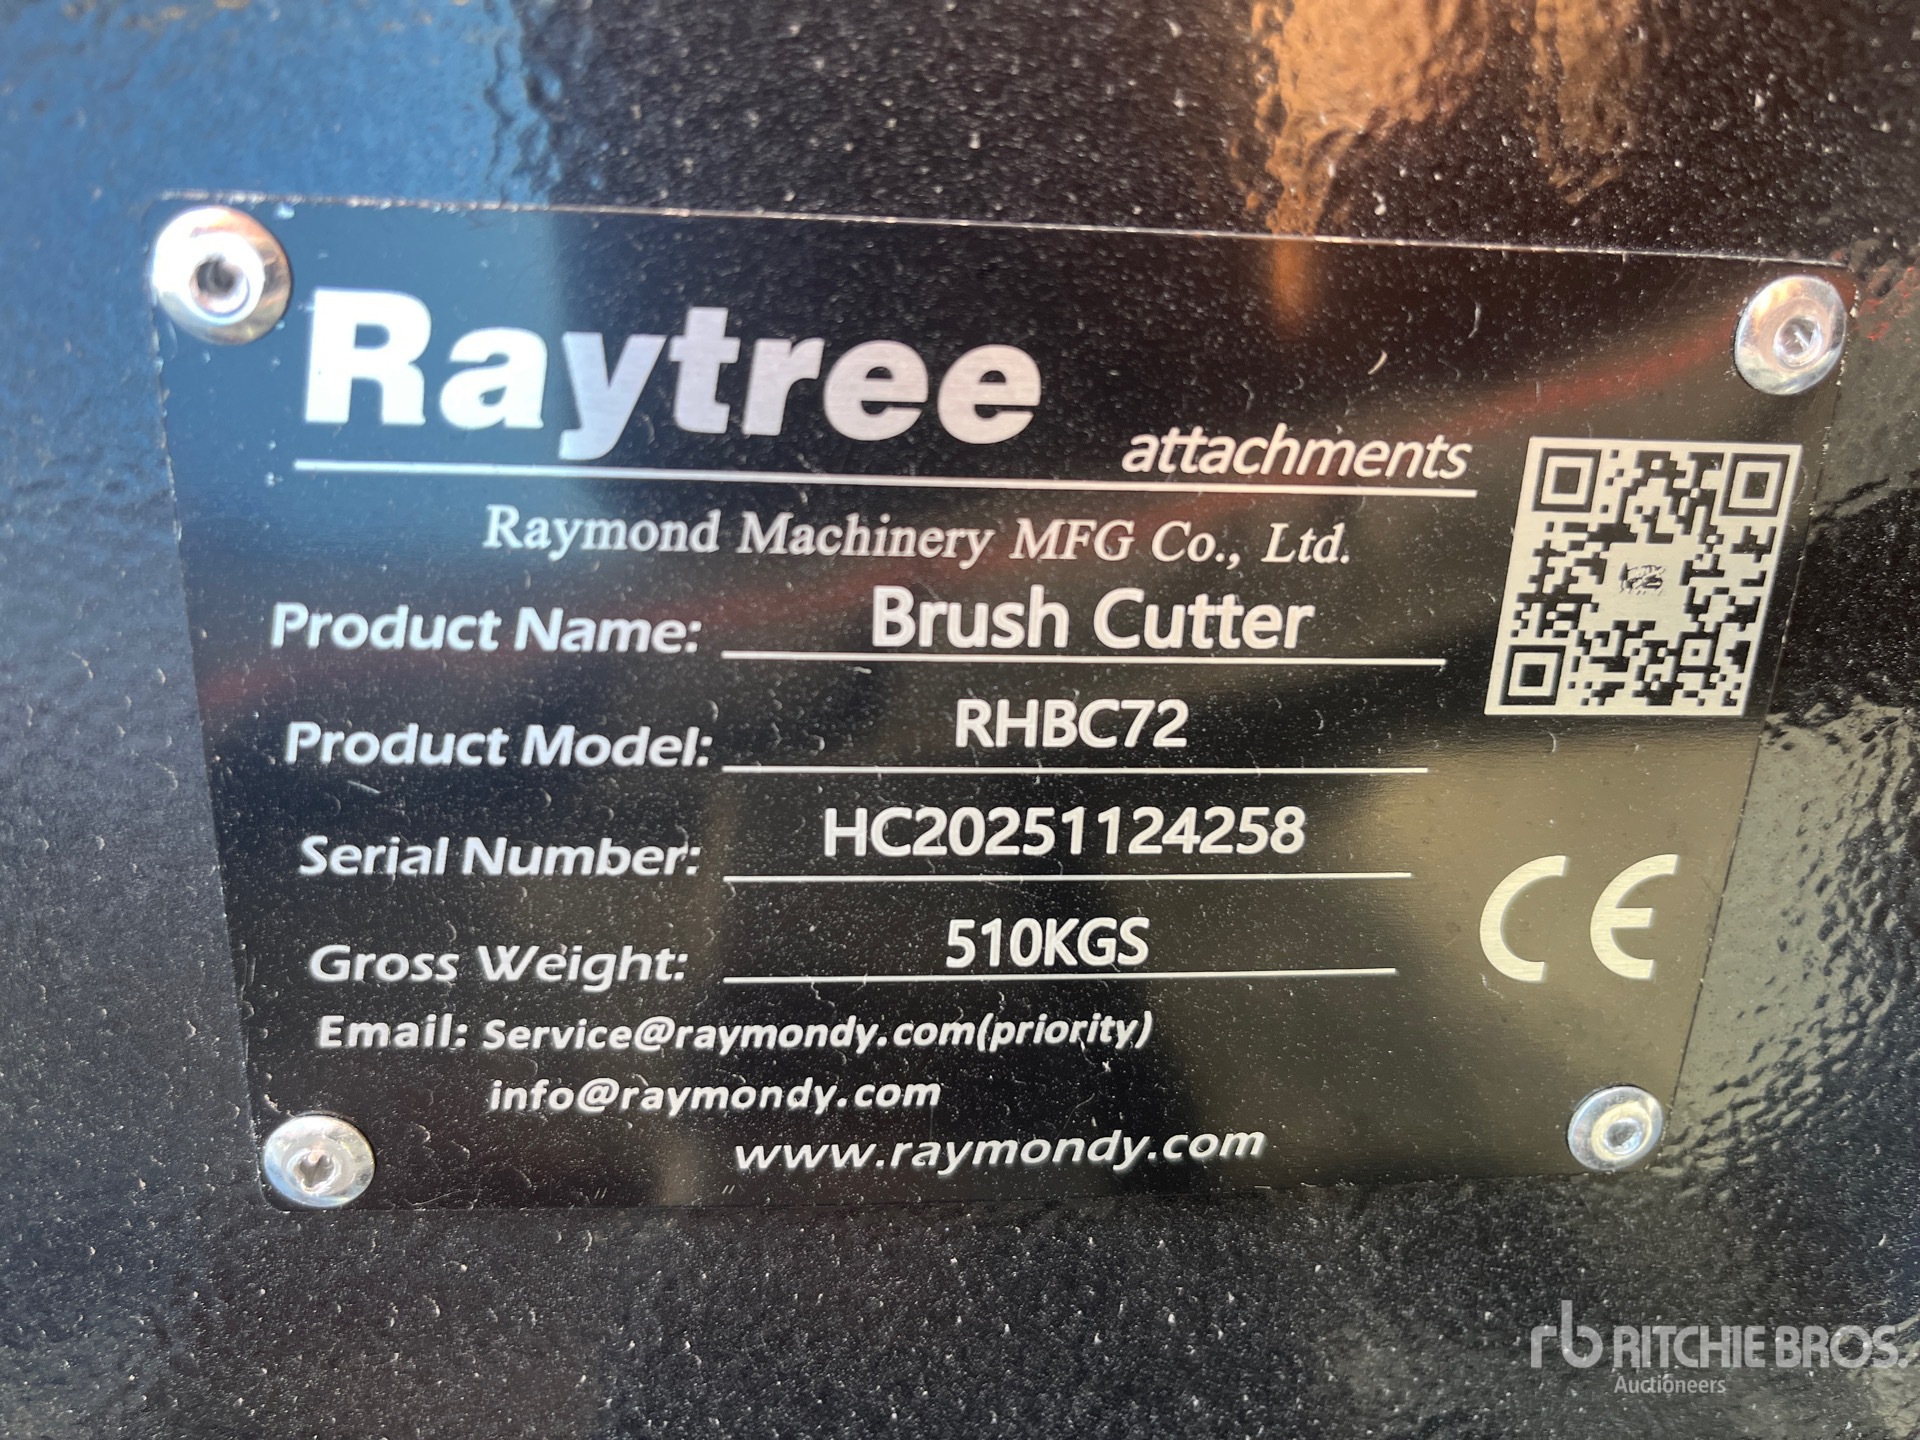 Raytree
attachments
Raymond Machinery MFG Co., Ltd.
Product Name: Brush Cutter
Product Model: RHBC72
Serial Number: HC20251124258
Gross Weight: 510KGS
Email: Service@raymondy.com(priority)
info@raymondy.com
www.raymondy.com
CE
rb RITCHIE BROS.
Auctioneers